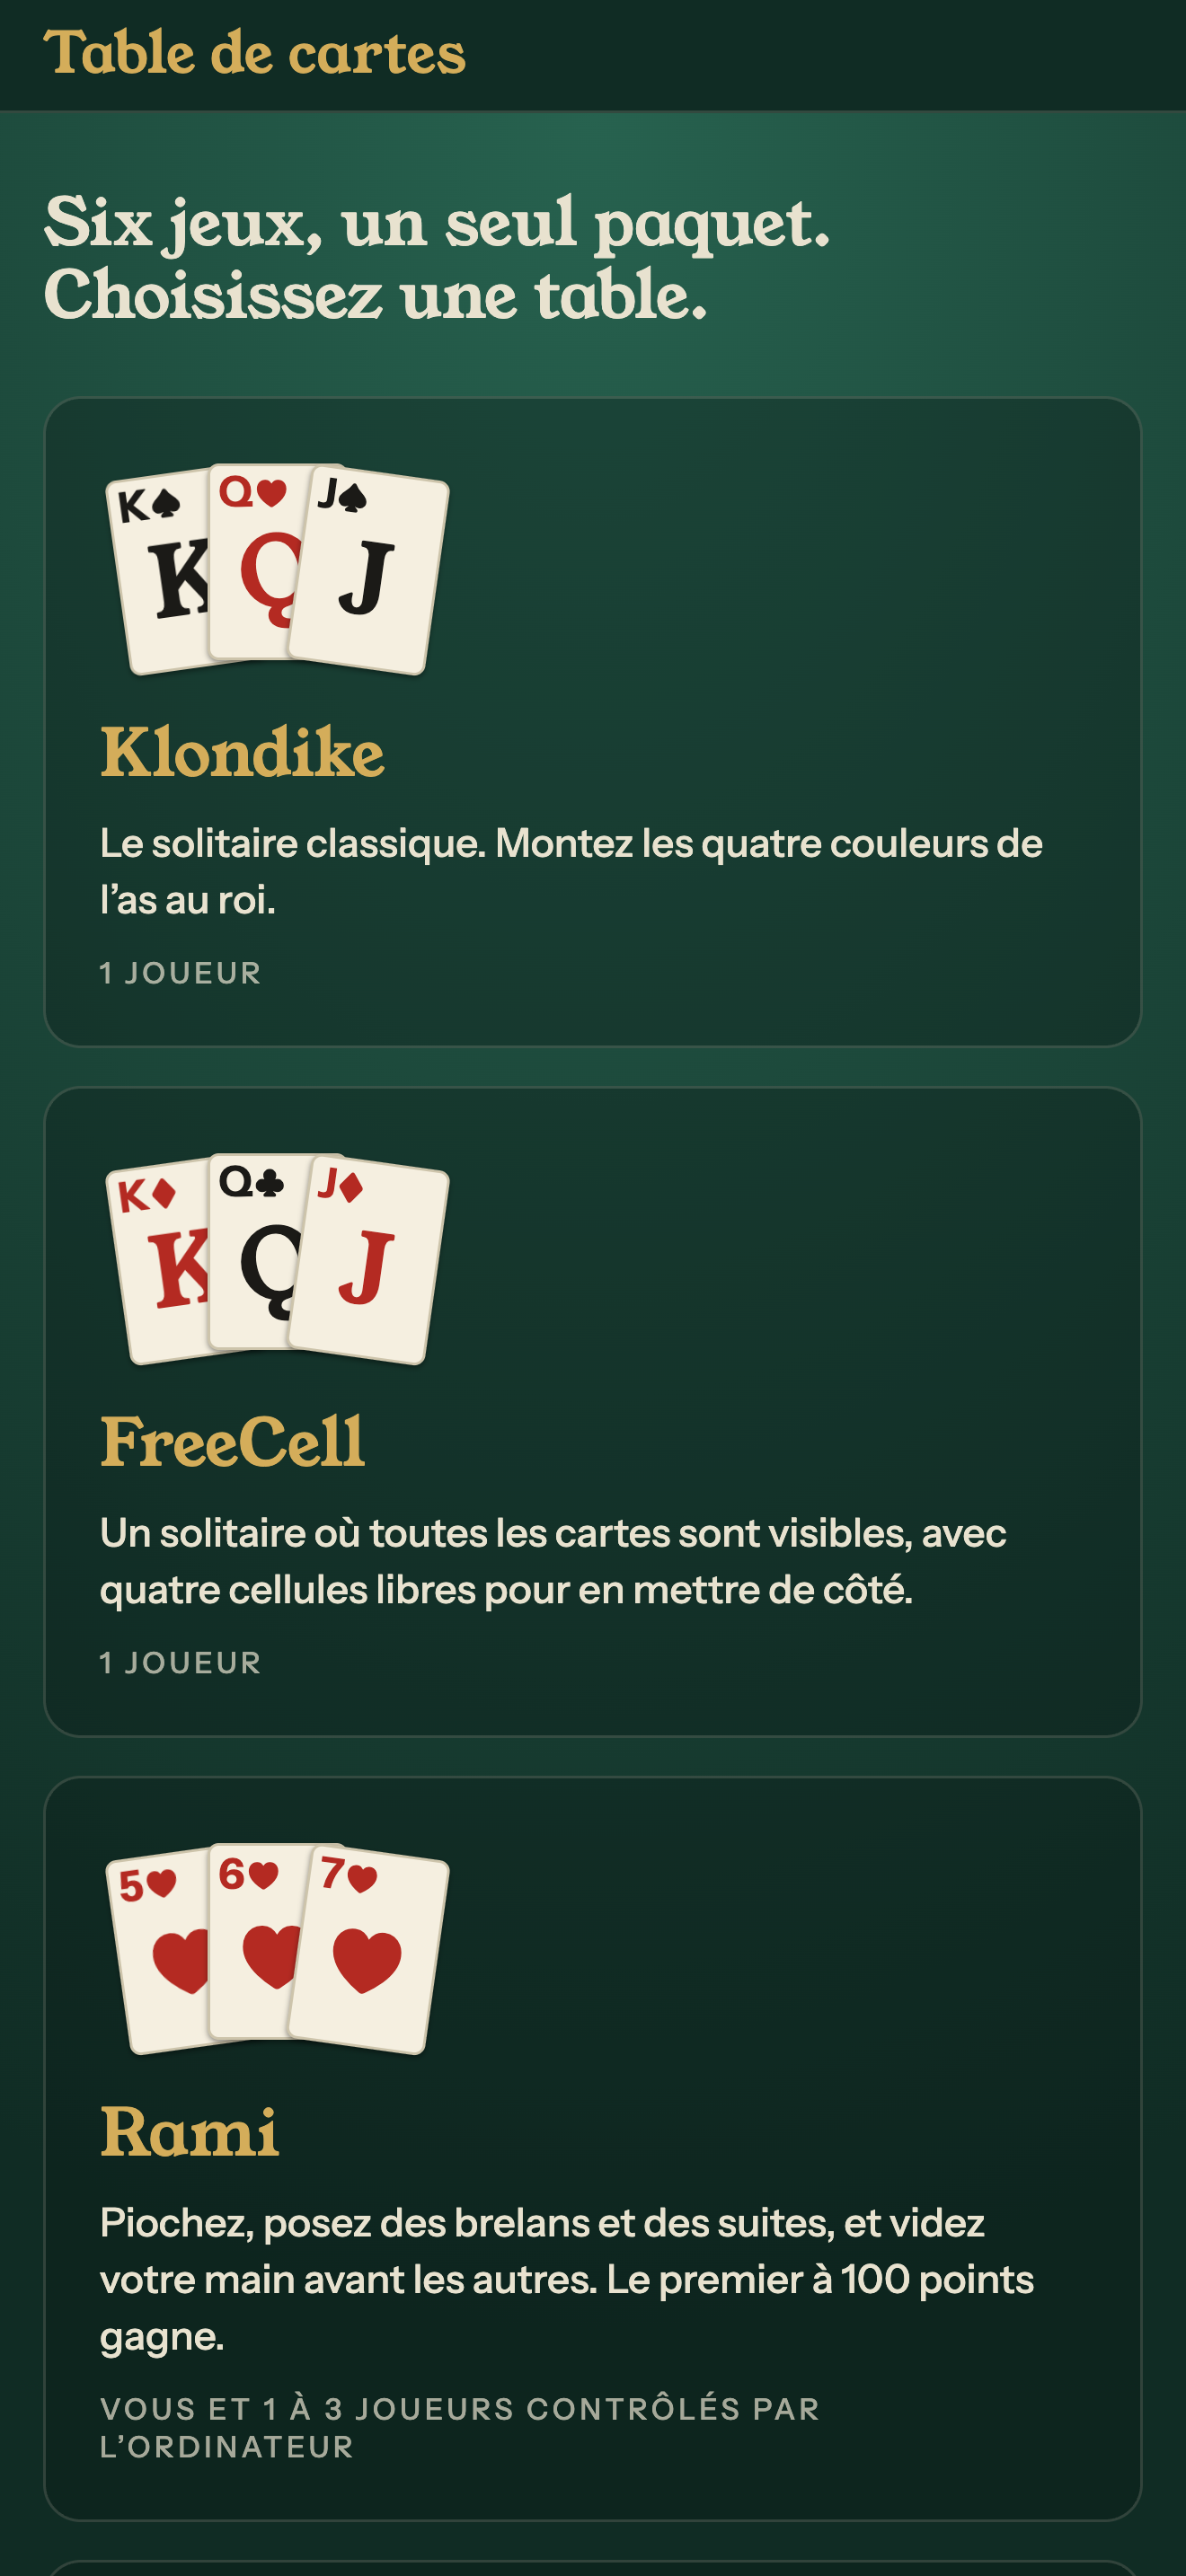 Table de cartes
Six jeux, un seul paquet.
Choisissez une table.
K♠ Q♥ J♠
K Q J
Klondike
Le solitaire classique. Montez les quatre couleurs de
l’as au roi.
1 JOUEUR
K♦ Q♣ J♦
K Q J
FreeCell
Un solitaire où toutes les cartes sont visibles, avec
quatre cellules libres pour en mettre de côté.
1 JOUEUR
5♥ 6♥ 7♥
Rami
Piochez, posez des brelans et des suites, et videz
votre main avant les autres. Le premier à 100 points
gagne.
VOUS ET 1 À 3 JOUEURS CONTRÔLÉS PAR
L’ORDINATEUR